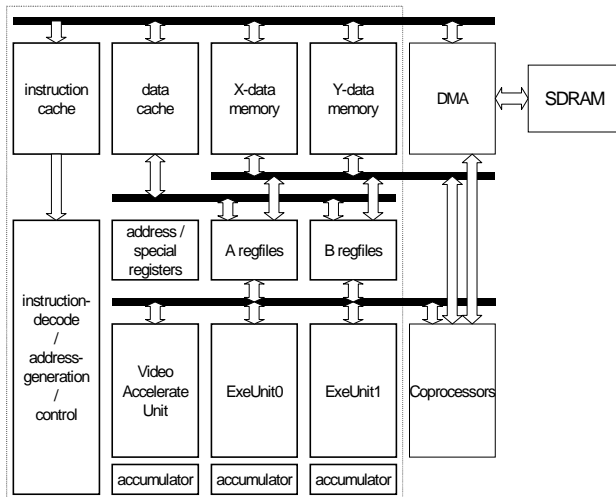 instruction
cache
data
cache
X-data
memory
Y-data
memory
DMA
SDRAM
address /
special
registers
A regfiles
B regfiles
instruction-
decode
/
address-
generation
/
control
Video
Accelerate
Unit
ExeUnit0
ExeUnit1
Coprocessors
accumulator
accumulator
accumulator